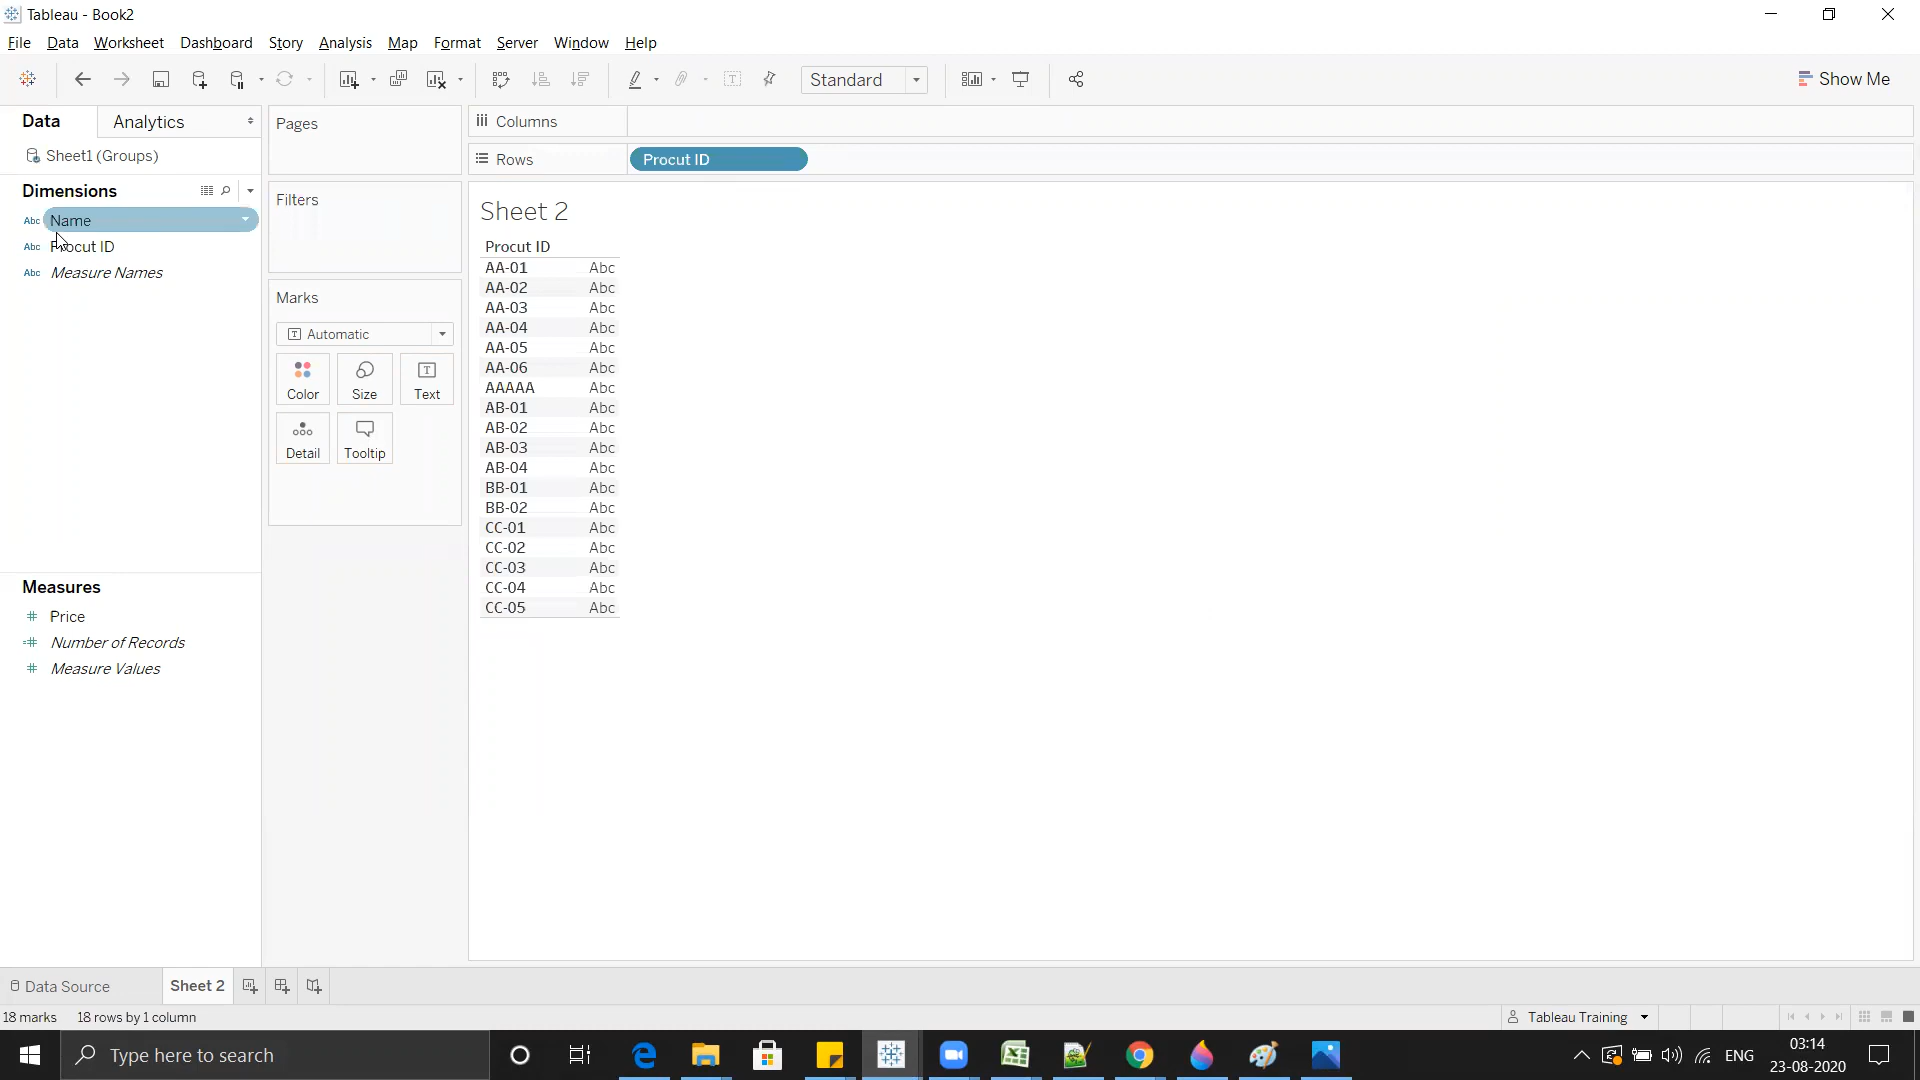 Tableau - Book2
File Data Worksheet Dashboard Story Analysis Map Format Server Window Help
Standard
Show Me
Data Analytics
Sheet1 (Groups)
Dimensions
Abc Name
Abc Procut ID
Abc Measure Names
Measures
# Price
=# Number of Records
# Measure Values
Pages
Filters
Marks
T Automatic
Color Size Text
Detail Tooltip
Columns
Rows Procut ID
Sheet 2
Procut ID
AA-01 Abc
AA-02 Abc
AA-03 Abc
AA-04 Abc
AA-05 Abc
AA-06 Abc
AAAAA Abc
AB-01 Abc
AB-02 Abc
AB-03 Abc
AB-04 Abc
BB-01 Abc
BB-02 Abc
CC-01 Abc
CC-02 Abc
CC-03 Abc
CC-04 Abc
CC-05 Abc
Data Source Sheet 2
18 marks 18 rows by 1 column Tableau Training
Type here to search
ENG
03:14
23-08-2020